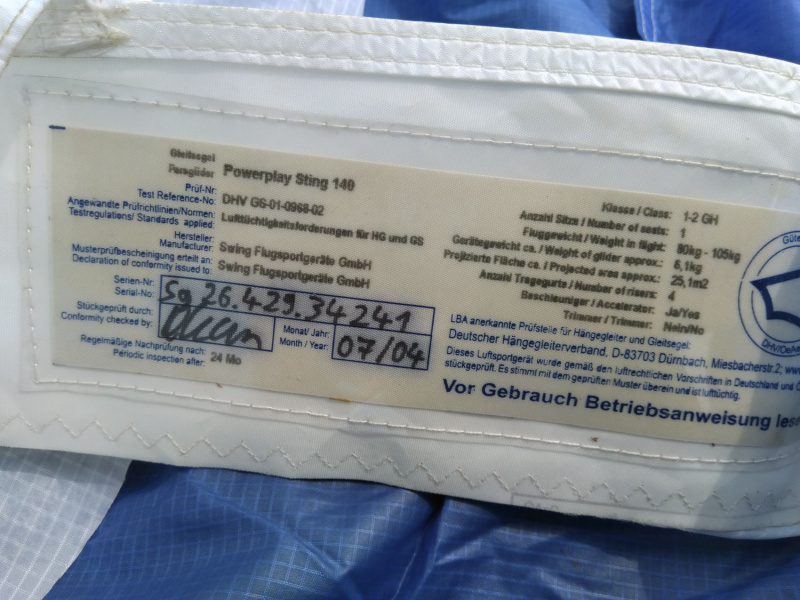 Gleitsegel
Paraglider Powerplay Sting 140
Prüf-Nr:
Test Reference-No: DHV GS-01-0968-02
Angewandte Prüfrichtlinien/Normen:
Testregulations/ Standards applied: Lufttüchtigkeitsforderungen für HG und GS
Hersteller:
Manufacturer Swing Flugsportgeräte GmbH
Musterprüfbescheinigung erteilt an:
Declaration of conformity issued to: Swing Flugsportgeräte GmbH
Serien-Nr:
Serial-No: Sg 26.429.34241
Stückgeprüft durch:
Conformity checked by:
Monat/ Jahr:
Month / Year: 07/04
Regelmäßige Nachprüfung nach:
Periodic inspection after: 24 Mo
Klasse / Class: 1-2 GH
Anzahl Sitze / Number of seats: 1
Fluggewicht / Weight in flight: 80kg - 105kg
Gerätegewicht ca. / Weight of glider approx.: 6,1kg
Projizierte Fläche ca. / Projected area approx.: 25,1m2
Anzahl Tragegurte / Number of risers: 4
Beschleuniger / Accelerater: Ja/Yes
Trimmer / Trimmer: Nein/No
LBA anerkannte Prüfstelle für Hängegleiter und Gleitsegel:
Deutscher Hängegleiterverband, D-83703 Dürnbach, Miesbacherstr.2;
Dieses Luftsportgerät wurde gemäß den luftrechtlichen Vorschriften in Deutschland und
stückgeprüft. Es stimmt mit dem geprüften Muster überein und ist lufttüchtig.
Vor Gebrauch Betriebsanweisung